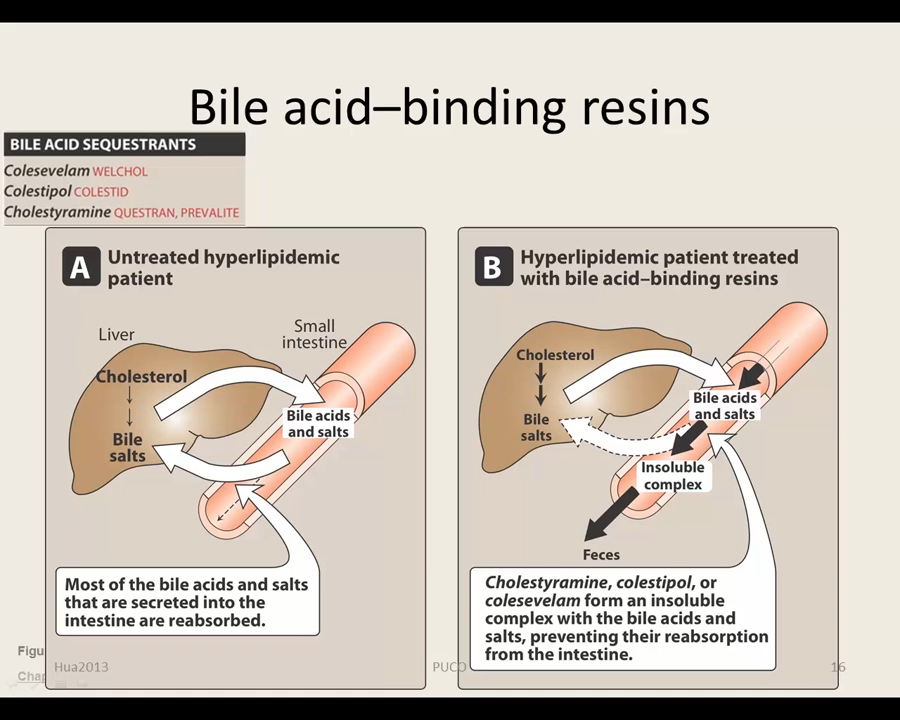 Bile acid–binding resins
BILE ACID SEQUESTRANTS
Colesevelam WELCHOL
Colestipol COLESTID
Cholestyramine QUESTRAN, PREVALITE
A Untreated hyperlipidemic
patient
Liver
Small
intestine
Cholesterol
Bile acids
and salts
Bile
salts
Most of the bile acids and salts
that are secreted into the
intestine are reabsorbed.
B Hyperlipidemic patient treated
with bile acid–binding resins
Cholesterol
Bile acids
and salts
Bile
salts
Insoluble
complex
Feces
Cholestyramine, colestipol, or
colesevelam form an insoluble
complex with the bile acids and
salts, preventing their reabsorption
from the intestine.
Figu
Chap
Hua2013
PUCO
16